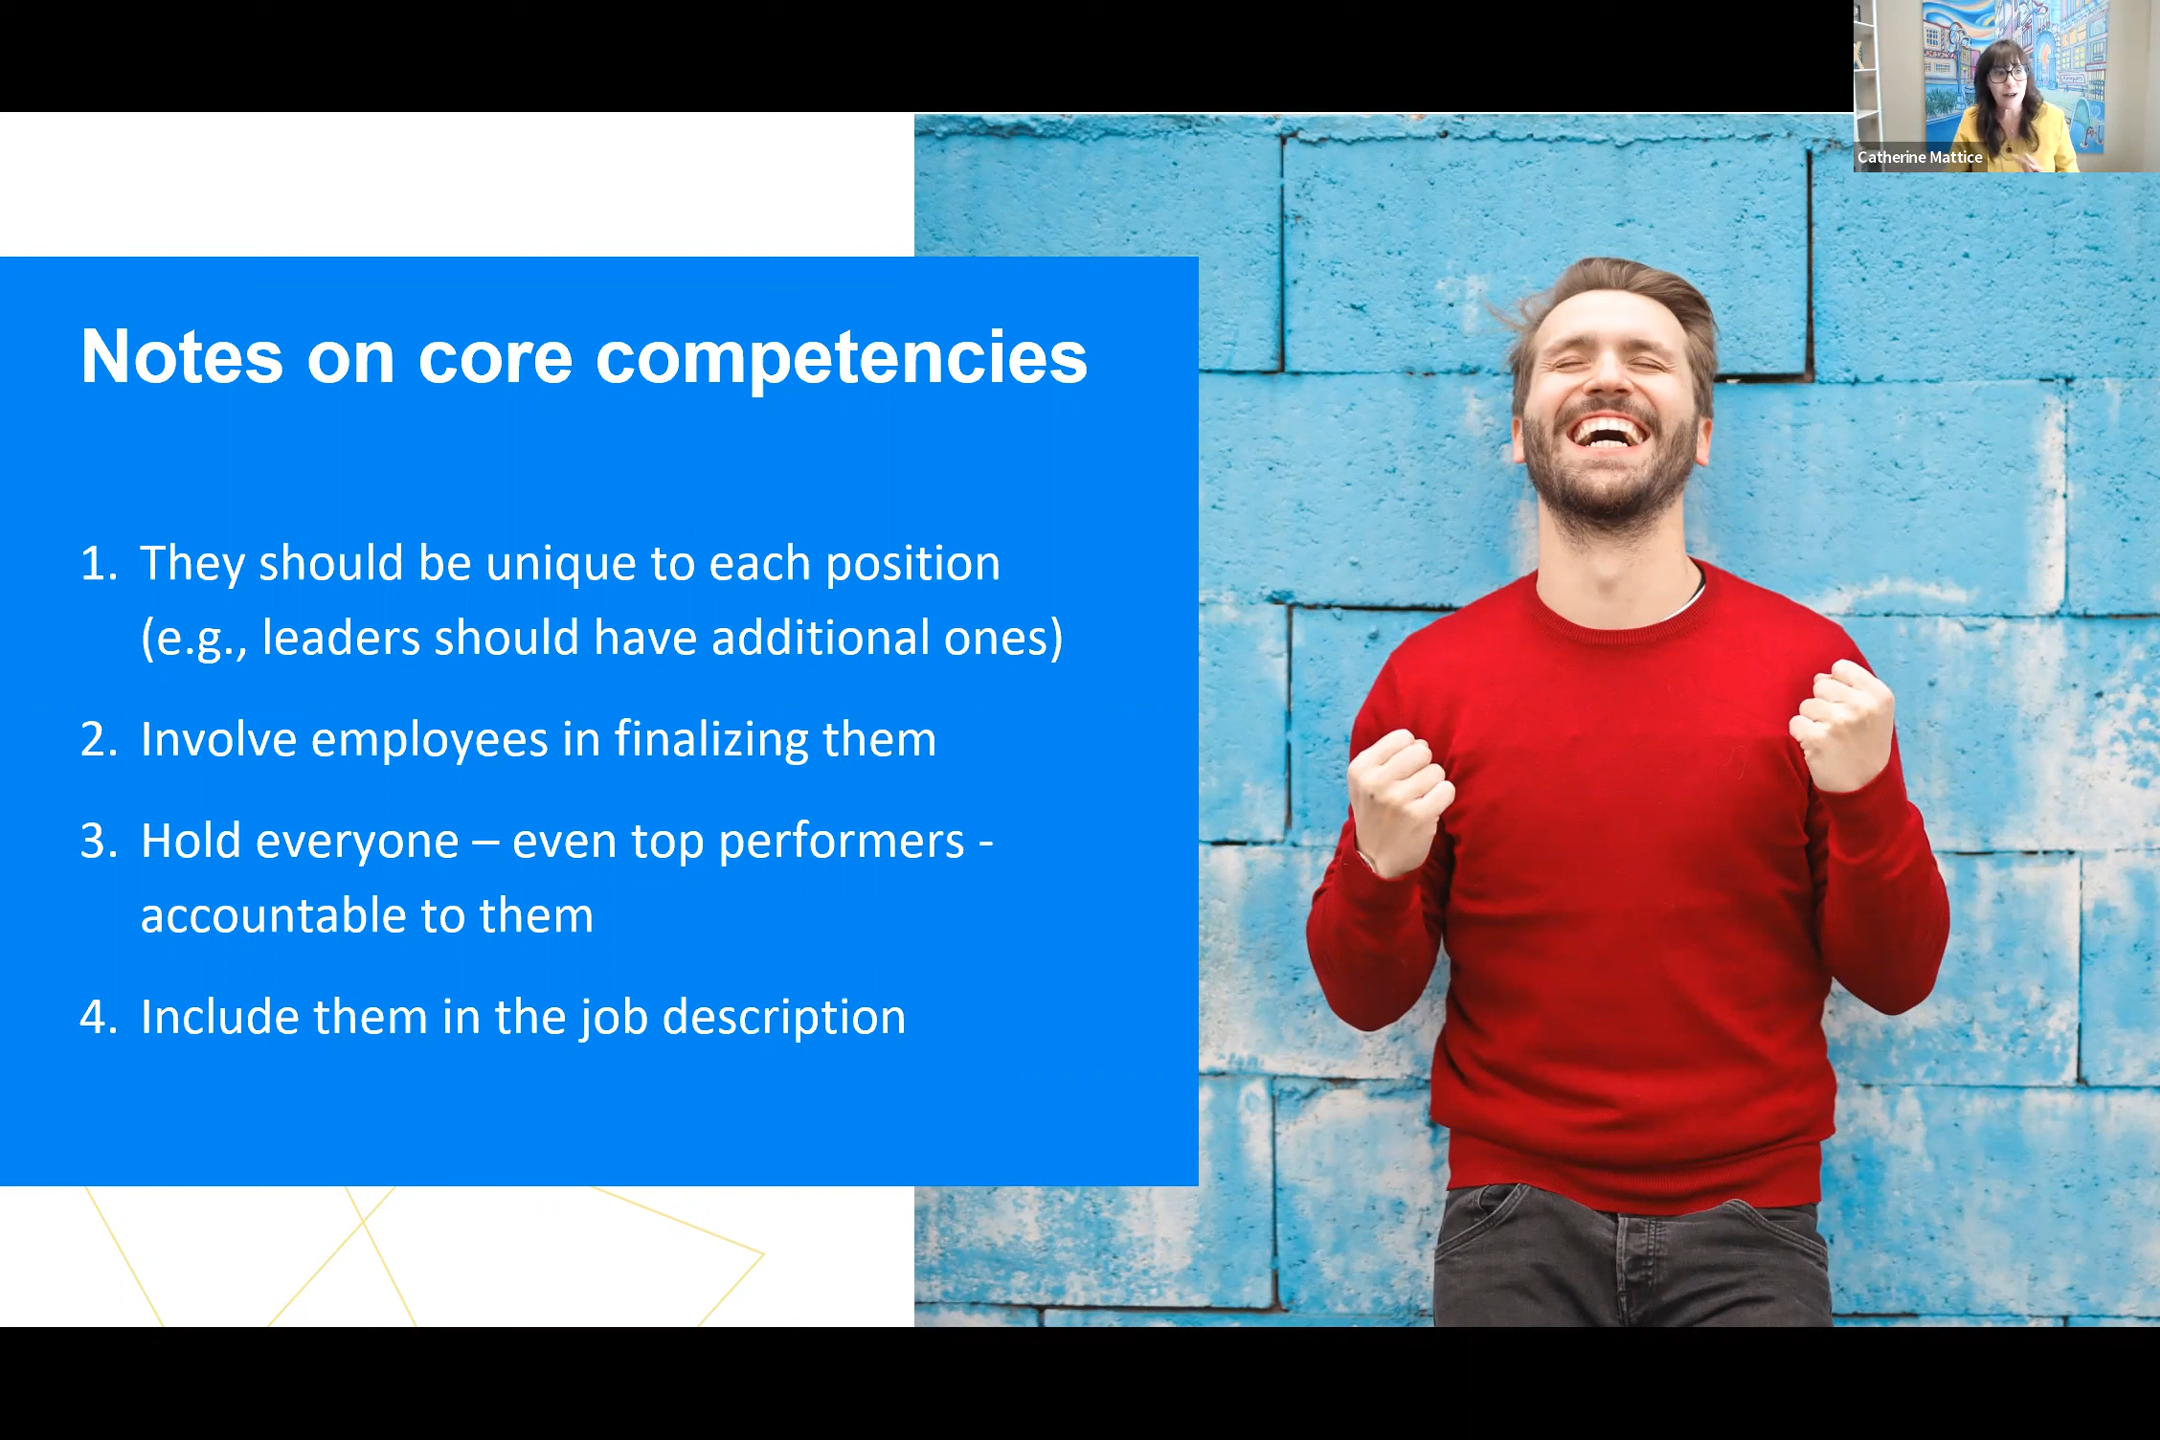 Catherine Mattice
Notes on core competencies
1. They should be unique to each position
(e.g., leaders should have additional ones)
2. Involve employees in finalizing them
3. Hold everyone – even top performers -
accountable to them
4. Include them in the job description